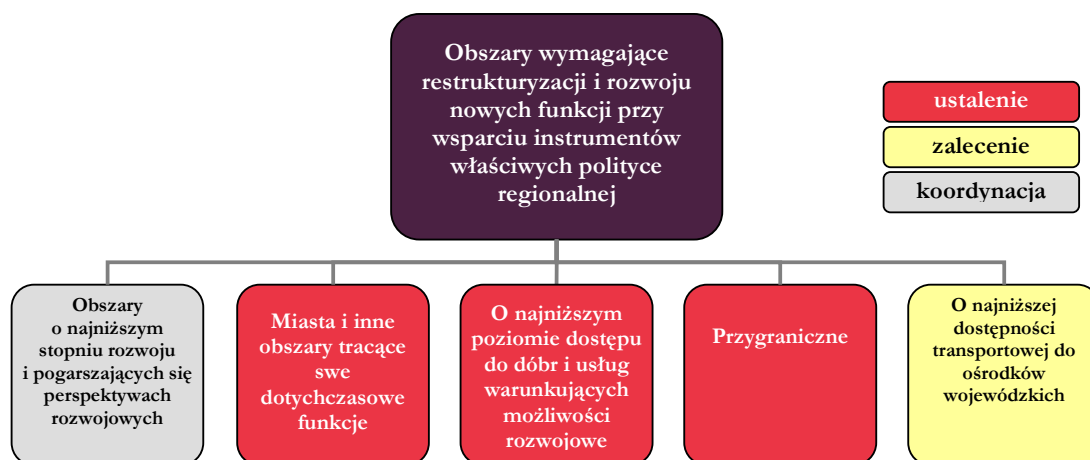 Obszary wymagające
restrukturyzacji i rozwoju
nowych funkcji przy
wsparciu instrumentów
właściwych polityce
regionalnej
ustalenie
zalecenie
koordynacja
Obszary
o najniższym
stopniu rozwoju
i pogarszających się
perspektywach
rozwojowych
Miasta i inne
obszary tracące
swe
dotychczasowe
funkcje
O najniższym
poziomie dostępu
do dóbr i usług
warunkujących
możliwości
rozwojowe
Przygraniczne
O najniższej
dostępności
transportowej do
ośrodków
wojewódzkich